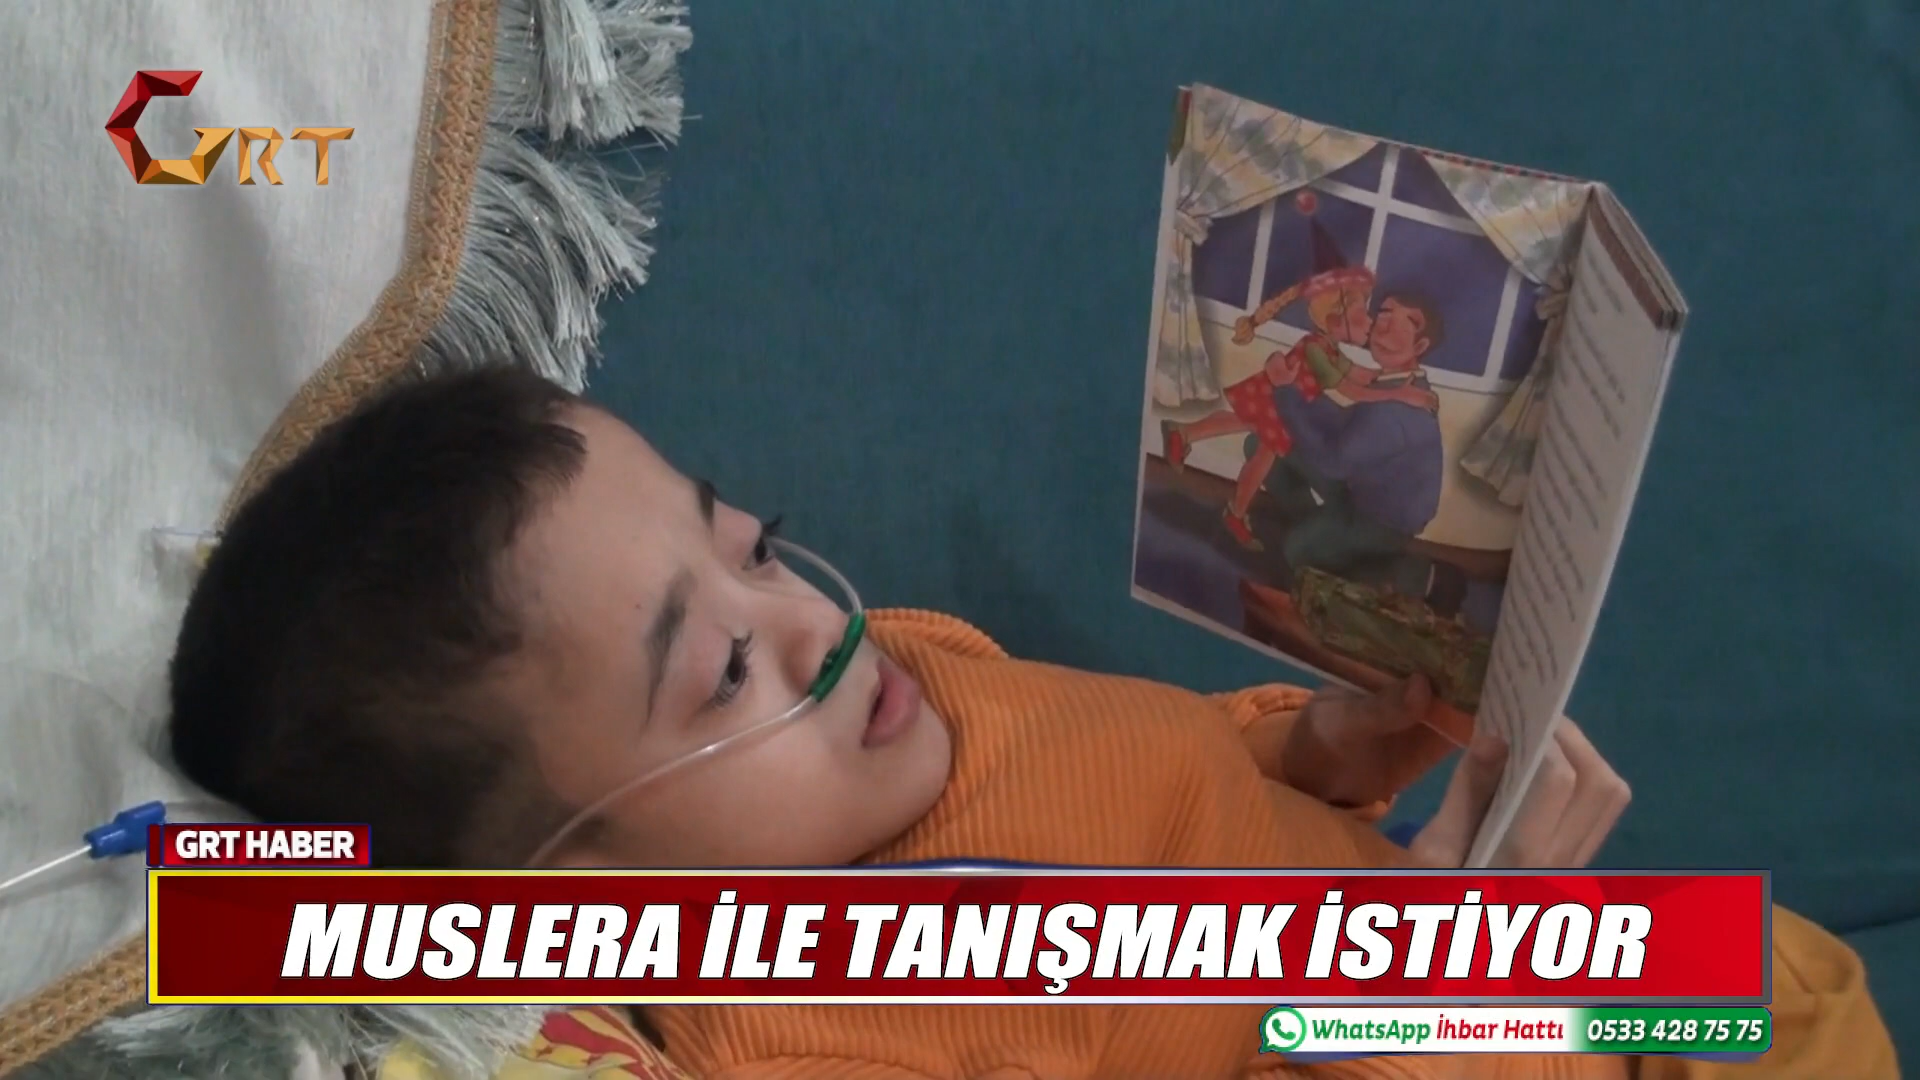 GRT
GRT HABER
MUSLERA İLE TANIŞMAK İSTİYOR
WhatsApp İhbar Hattı 0533 428 75 75